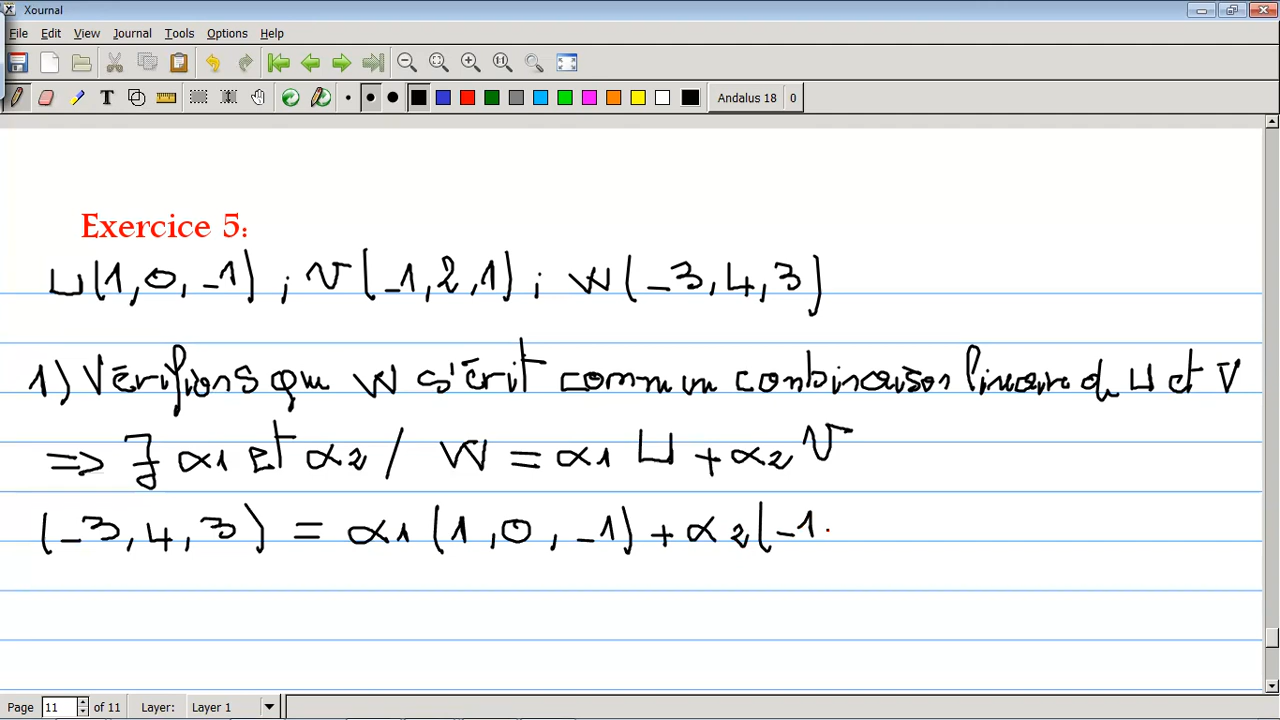 Xournal
File Edit View Journal Tools Options Help
Andalus 18 0
Exercice 5:
U(1,0,-1) ; V(-1,2,1) ; W(-3,4,3)
1) Vérifions que W s'érit comme un combinaison linéaire de U et V
=> ∃ α1 et α2 / W = α1 U + α2 V
(-3,4,3) = α1 (1,0,-1) + α2(-1
Page 11 of 11 Layer: Layer 1